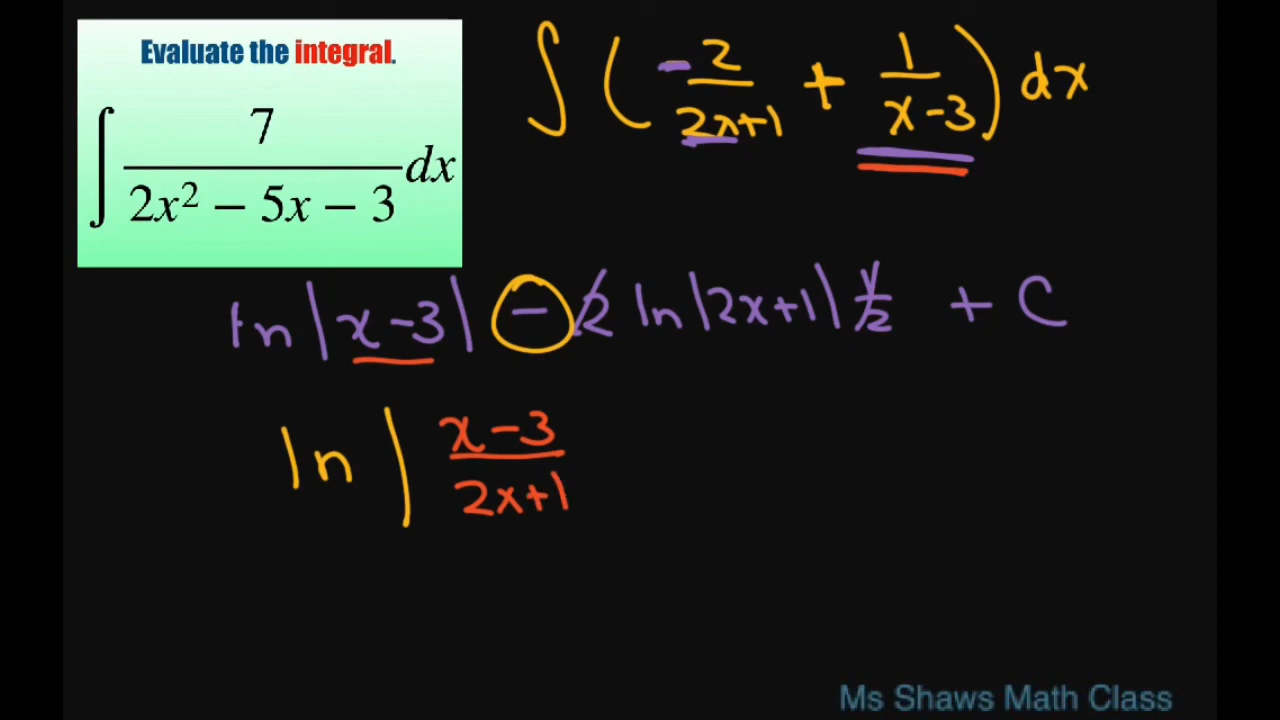 Evaluate the integral.
∫ 7 / (2x² − 5x − 3) dx
∫ ( -2/(2x+1) + 1/(x-3) ) dx
ln |x-3| - 2 ln |2x+1| 1/2 + C
ln | (x-3)/(2x+1)
Ms Shaws Math Class